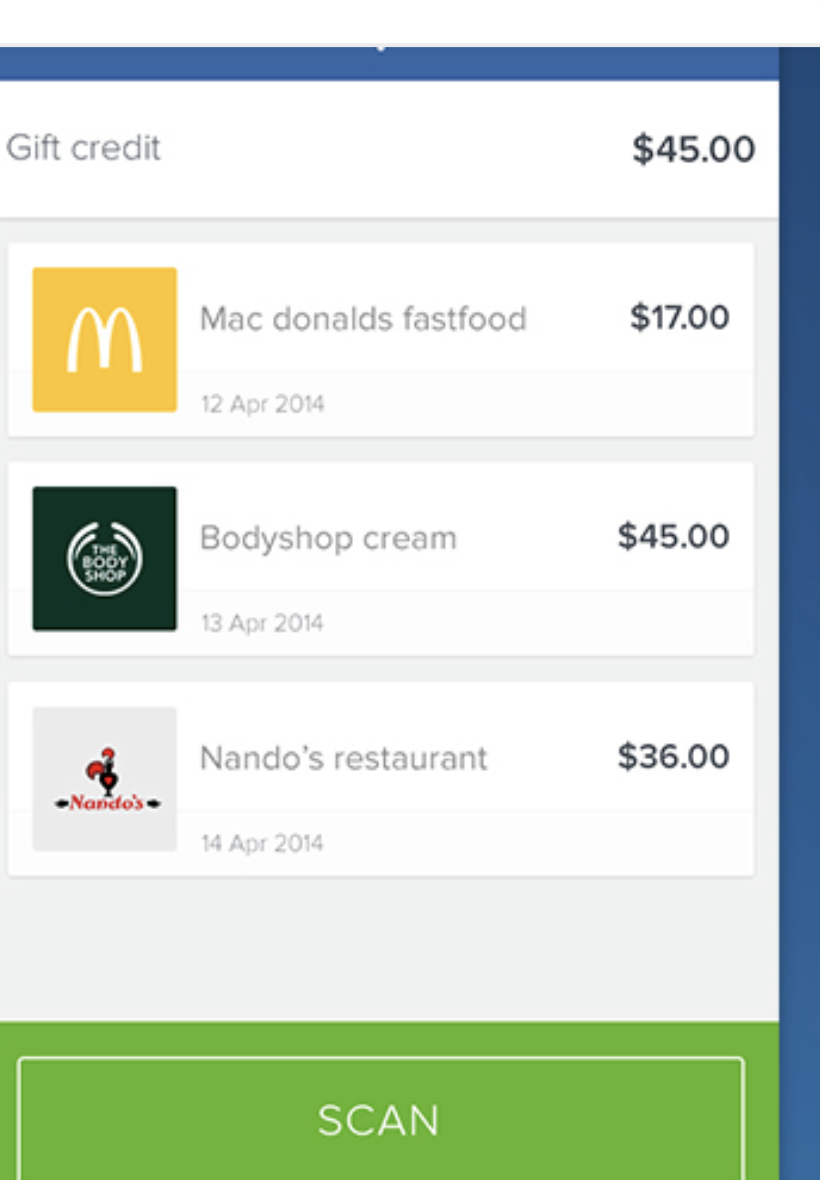 Gift credit $45.00
Mac donalds fastfood $17.00
12 Apr 2014
THE
BODY
SHOP
Bodyshop cream $45.00
13 Apr 2014
Nando's
Nando’s restaurant $36.00
14 Apr 2014
SCAN